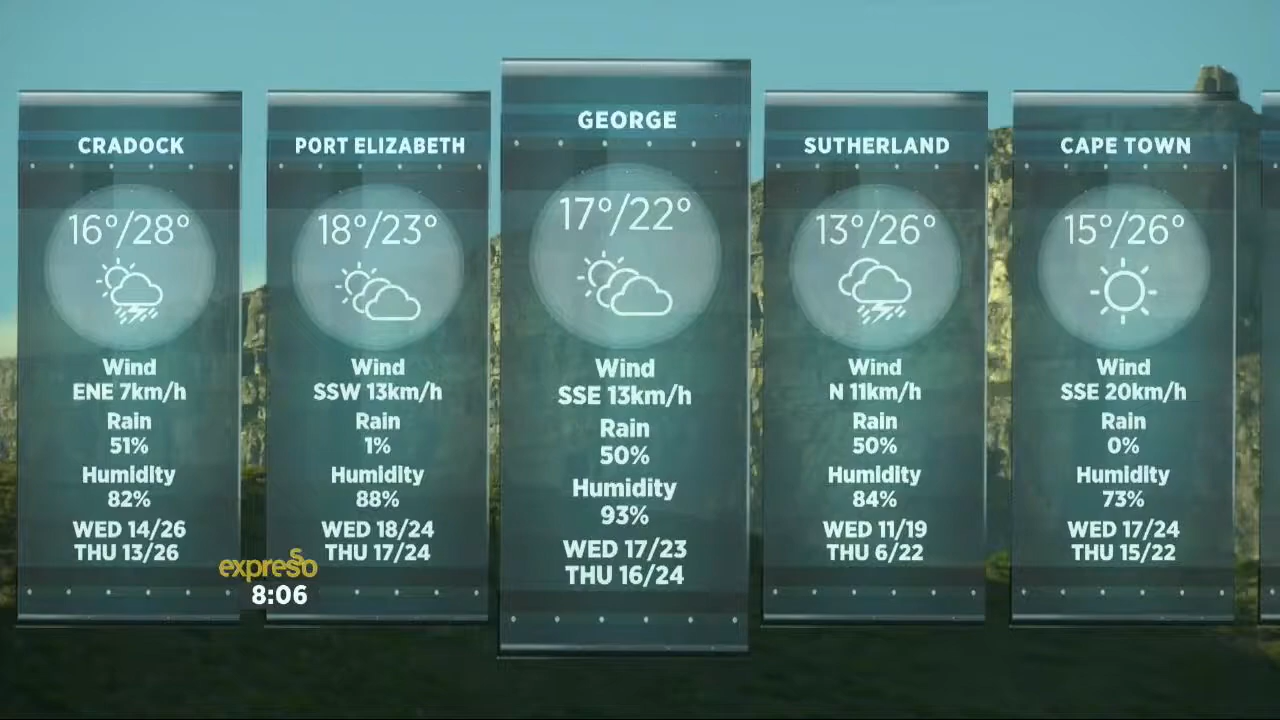 CRADOCK
16°/28°
Wind
ENE 7km/h
Rain
51%
Humidity
82%
WED 14/26
THU 13/26
PORT ELIZABETH
18°/23°
Wind
SSW 13km/h
Rain
1%
Humidity
88%
WED 18/24
THU 17/24
GEORGE
17°/22°
Wind
SSE 13km/h
Rain
50%
Humidity
93%
WED 17/23
THU 16/24
SUTHERLAND
13°/26°
Wind
N 11km/h
Rain
50%
Humidity
84%
WED 11/19
THU 6/22
CAPE TOWN
15°/26°
Wind
SSE 20km/h
Rain
0%
Humidity
73%
WED 17/24
THU 15/22
expresso
8:06